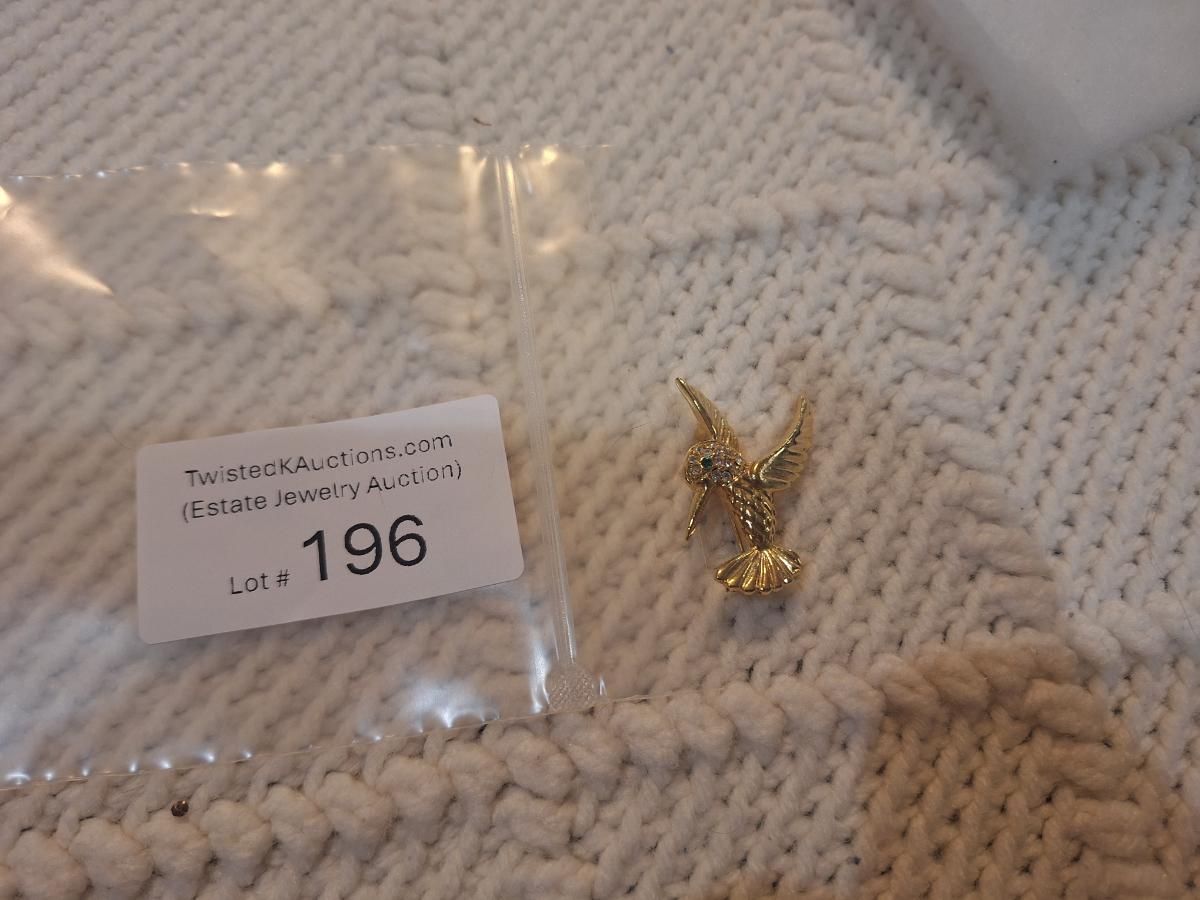 TwistedKAuctions.com
(Estate Jewelry Auction)
Lot # 196